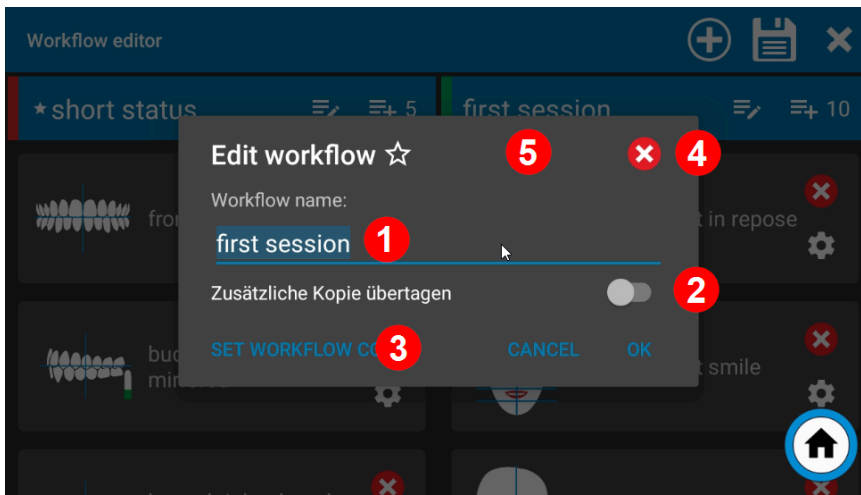 Workflow editor
short status 5
first session 10
Edit workflow 5 4
Workflow name:
first session 1
Zusätzliche Kopie übertagen 2
SET WORKFLOW CO 3 CANCEL OK
in repose
smile